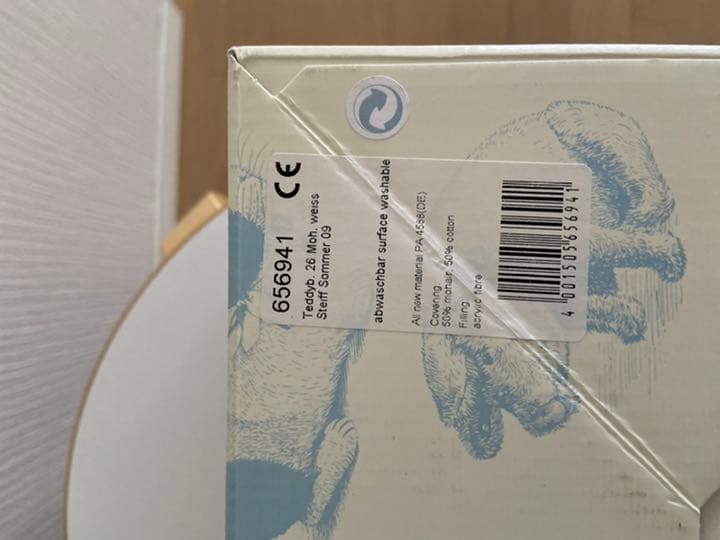 656941
CE
Teddyb. 26 Moh. weiss
Steiff Sommer 09
abwaschbar surface washable
All new material PA 4588(DE)
Covering
50% mohair, 50% cotton
Filling
acrylic fibre
4 001505 656941